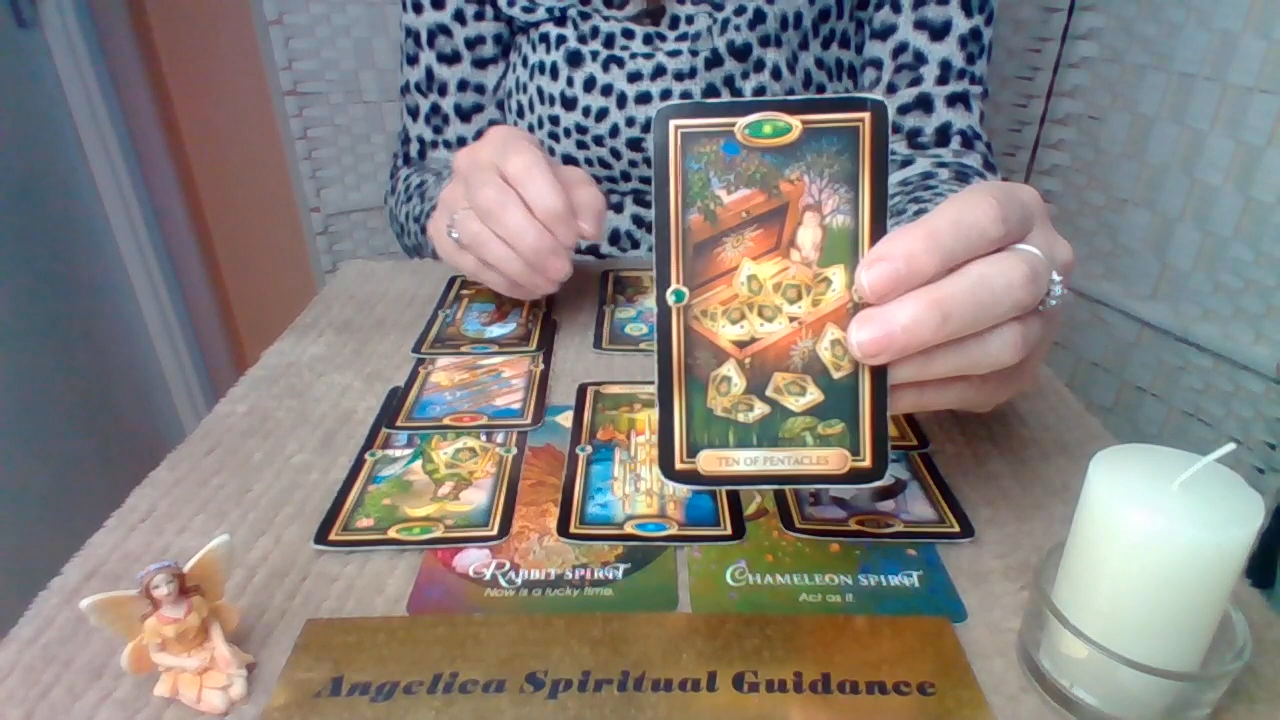 TEN OF PENTACLES
RABBIT SPIRIT
Now is a lucky time.
CHAMELEON SPIRIT
Act as if.
Angelica Spiritual Guidance